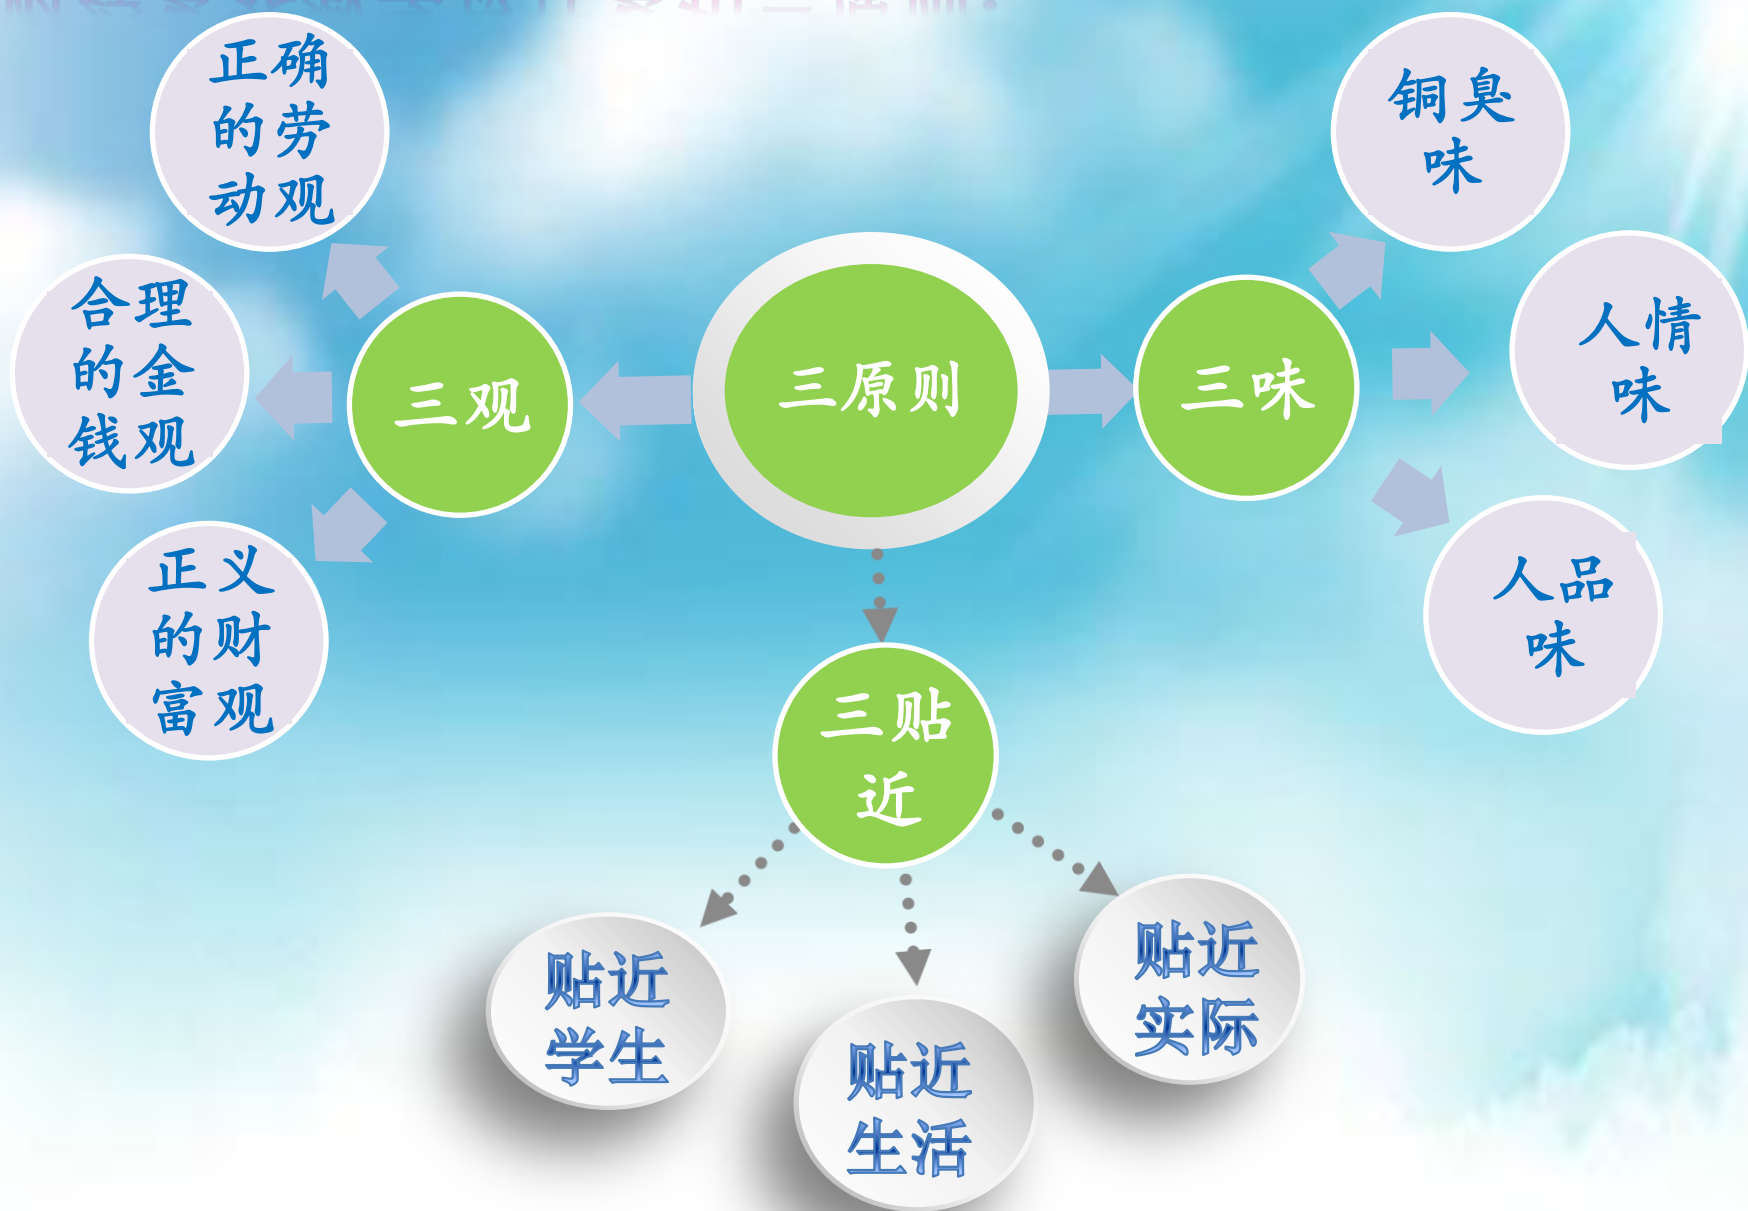 正确
的劳
动观
合理
的金
钱观
正义
的财
富观
三观
三原则
三味
铜臭
味
人情
味
人品
味
三贴
近
贴近
学生
贴近
生活
贴近
实际